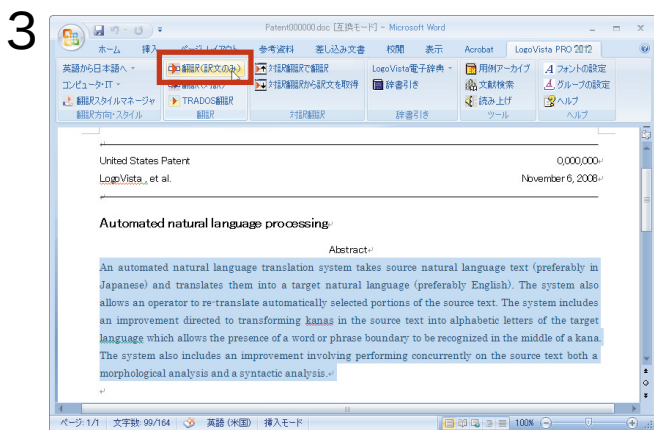 3
Patent000000.doc [互換モード] - Microsoft Word
ホーム 挿入 ページ レイアウト 参考資料 差し込み文書 校閲 表示 Acrobat LogoVista PRO 2012
英語から日本語へ 翻訳(訳文のみ) 対訳翻訳で翻訳 LogoVista電子辞典 用例アーカイブ フォントの設定
コンピュータ・IT 対訳翻訳から訳文を取得 辞書引き 文献検索 グループの設定
翻訳スタイルマネージャ TRADOS翻訳 読み上げ ヘルプ
翻訳方向・スタイル 翻訳 対訳翻訳 辞書引き ツール ヘルプ
United States Patent 0,000,000
LogoVista , et al. November 6, 2008
Automated natural language processing
Abstract
An automated natural language translation system takes source natural language text (preferably in
Japanese) and translates them into a target natural language (preferably English). The system also
allows an operator to re-translate automatically selected portions of the source text. The system includes
an improvement directed to transforming kanas in the source text into alphabetic letters of the target
language which allows the presence of a word or phrase boundary to be recognized in the middle of a kana.
The system also includes an improvement involving performing concurrently on the source text both a
morphological analysis and a syntactic analysis.
ページ: 1/1 文字数: 99/164 英語 (米国) 挿入モード 100%